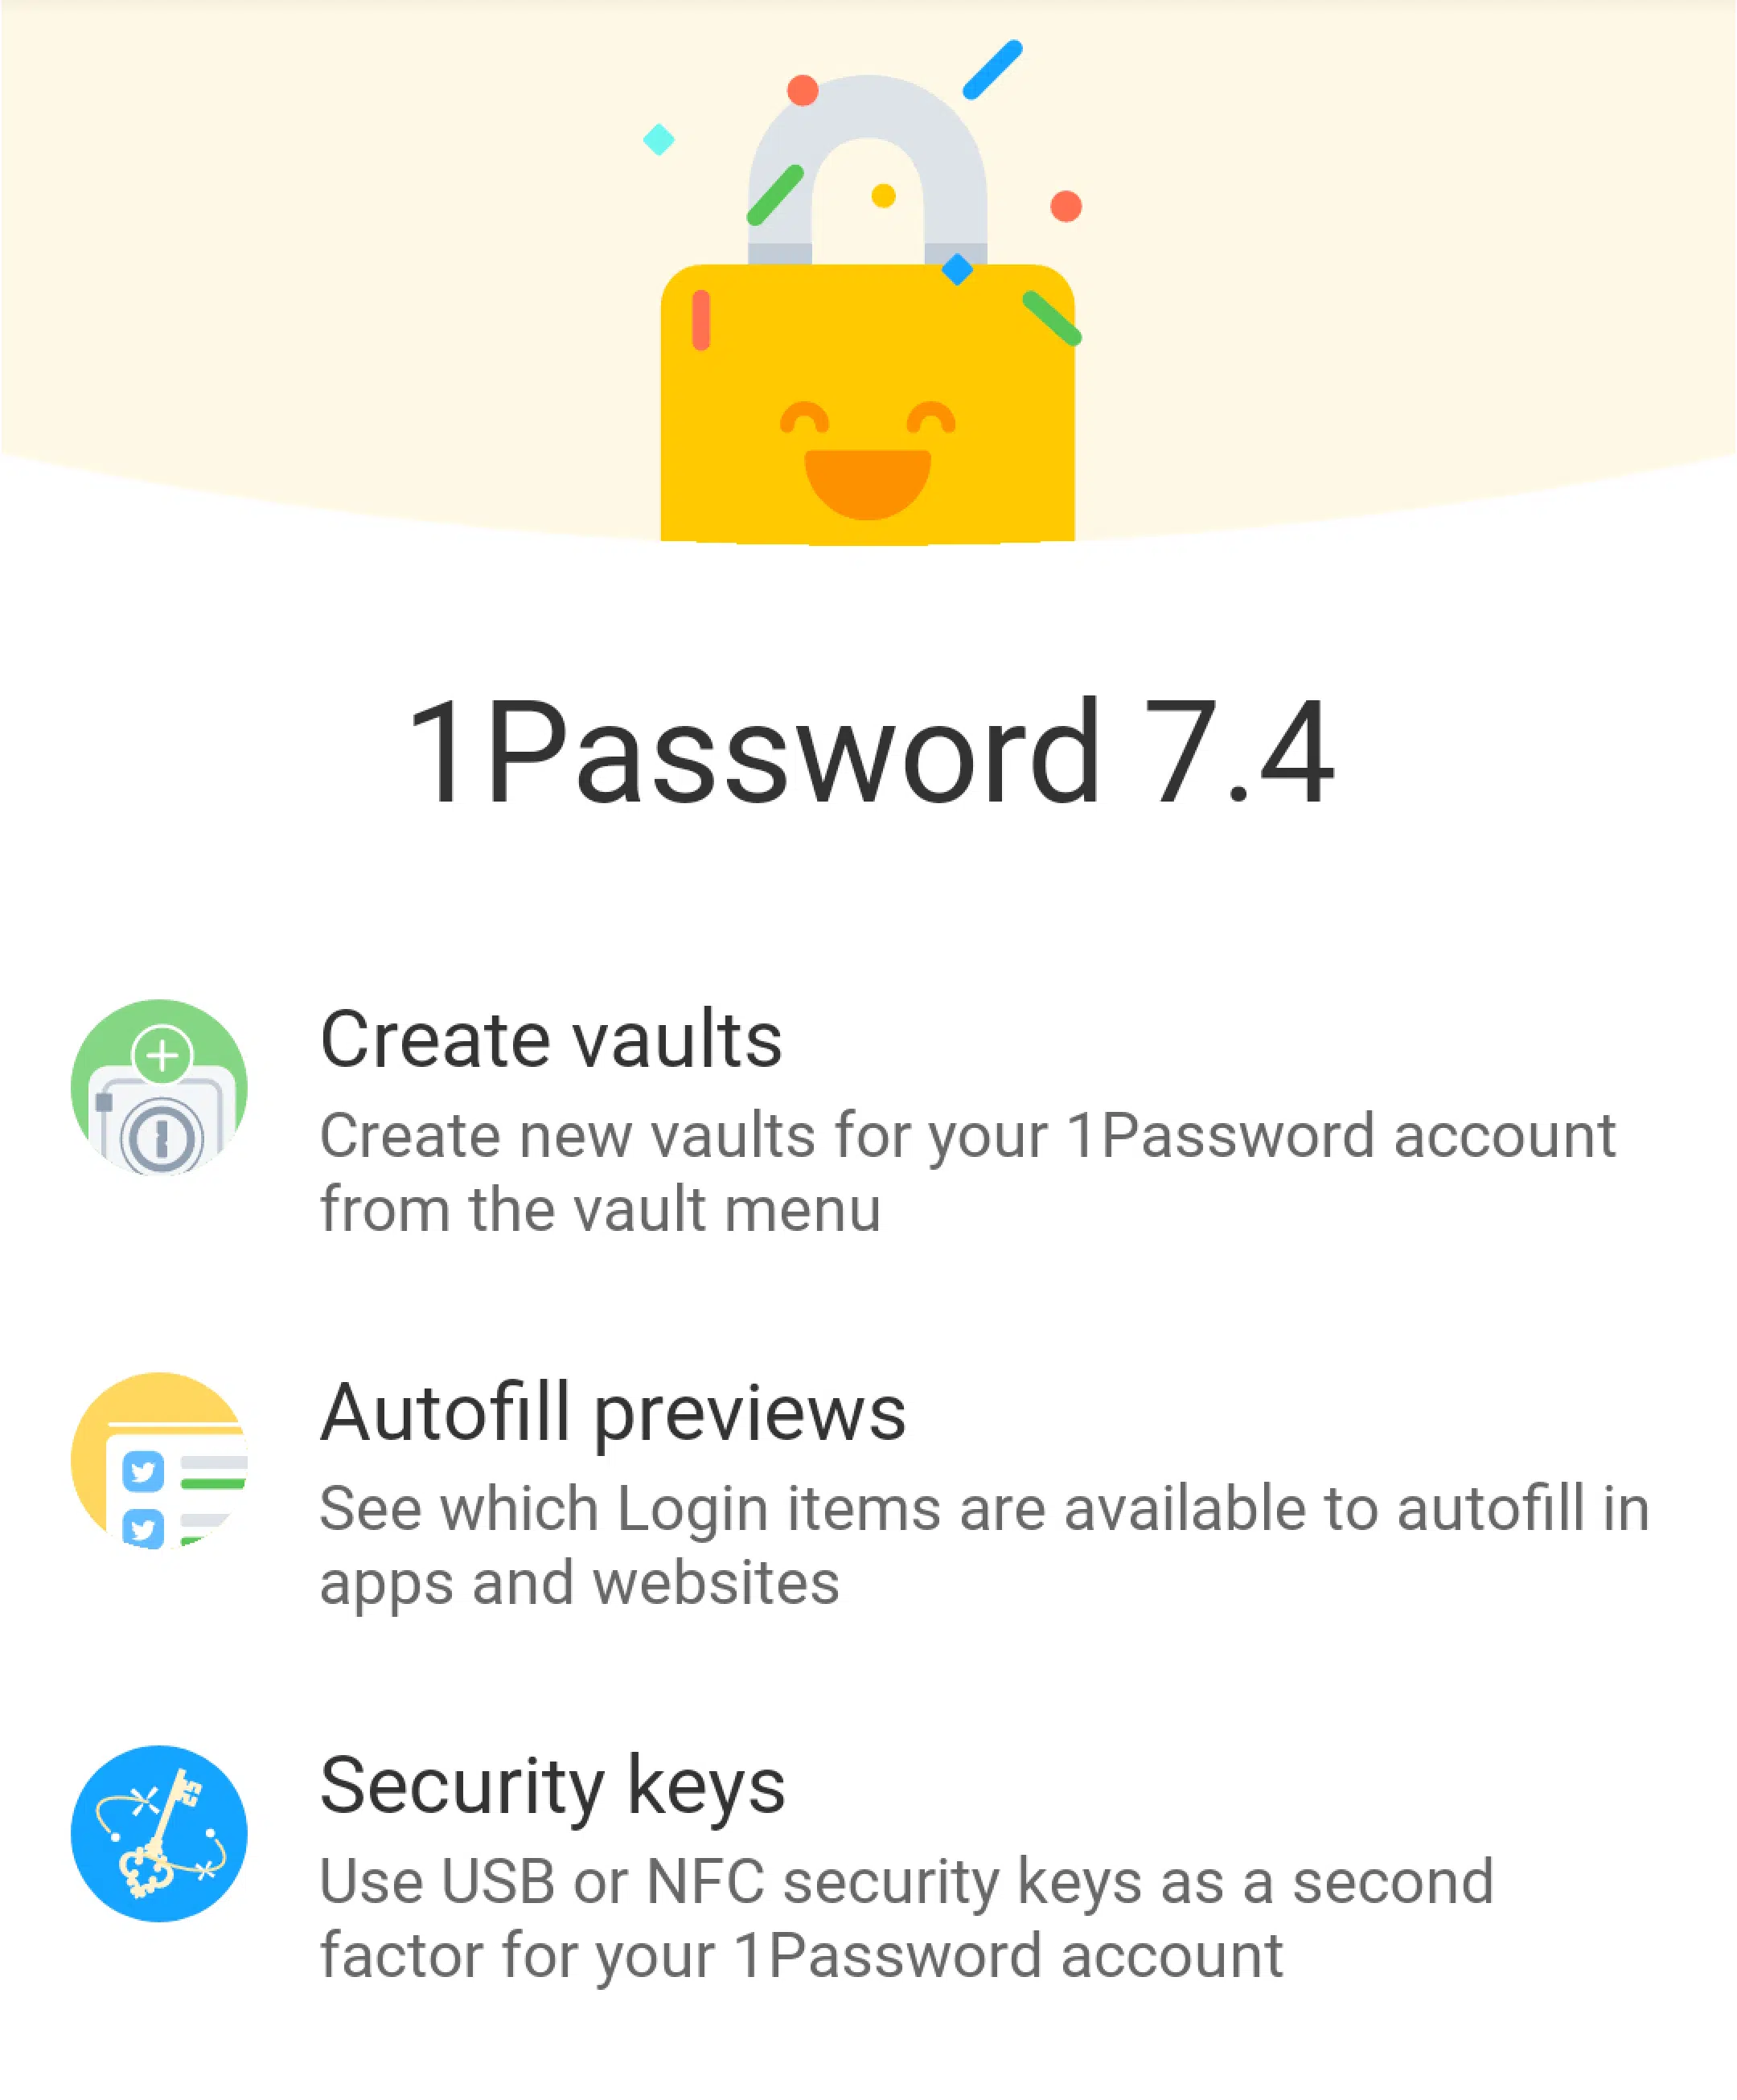 1Password 7.4
Create vaults
Create new vaults for your 1Password account
from the vault menu
Autofill previews
See which Login items are available to autofill in
apps and websites
Security keys
Use USB or NFC security keys as a second
factor for your 1Password account